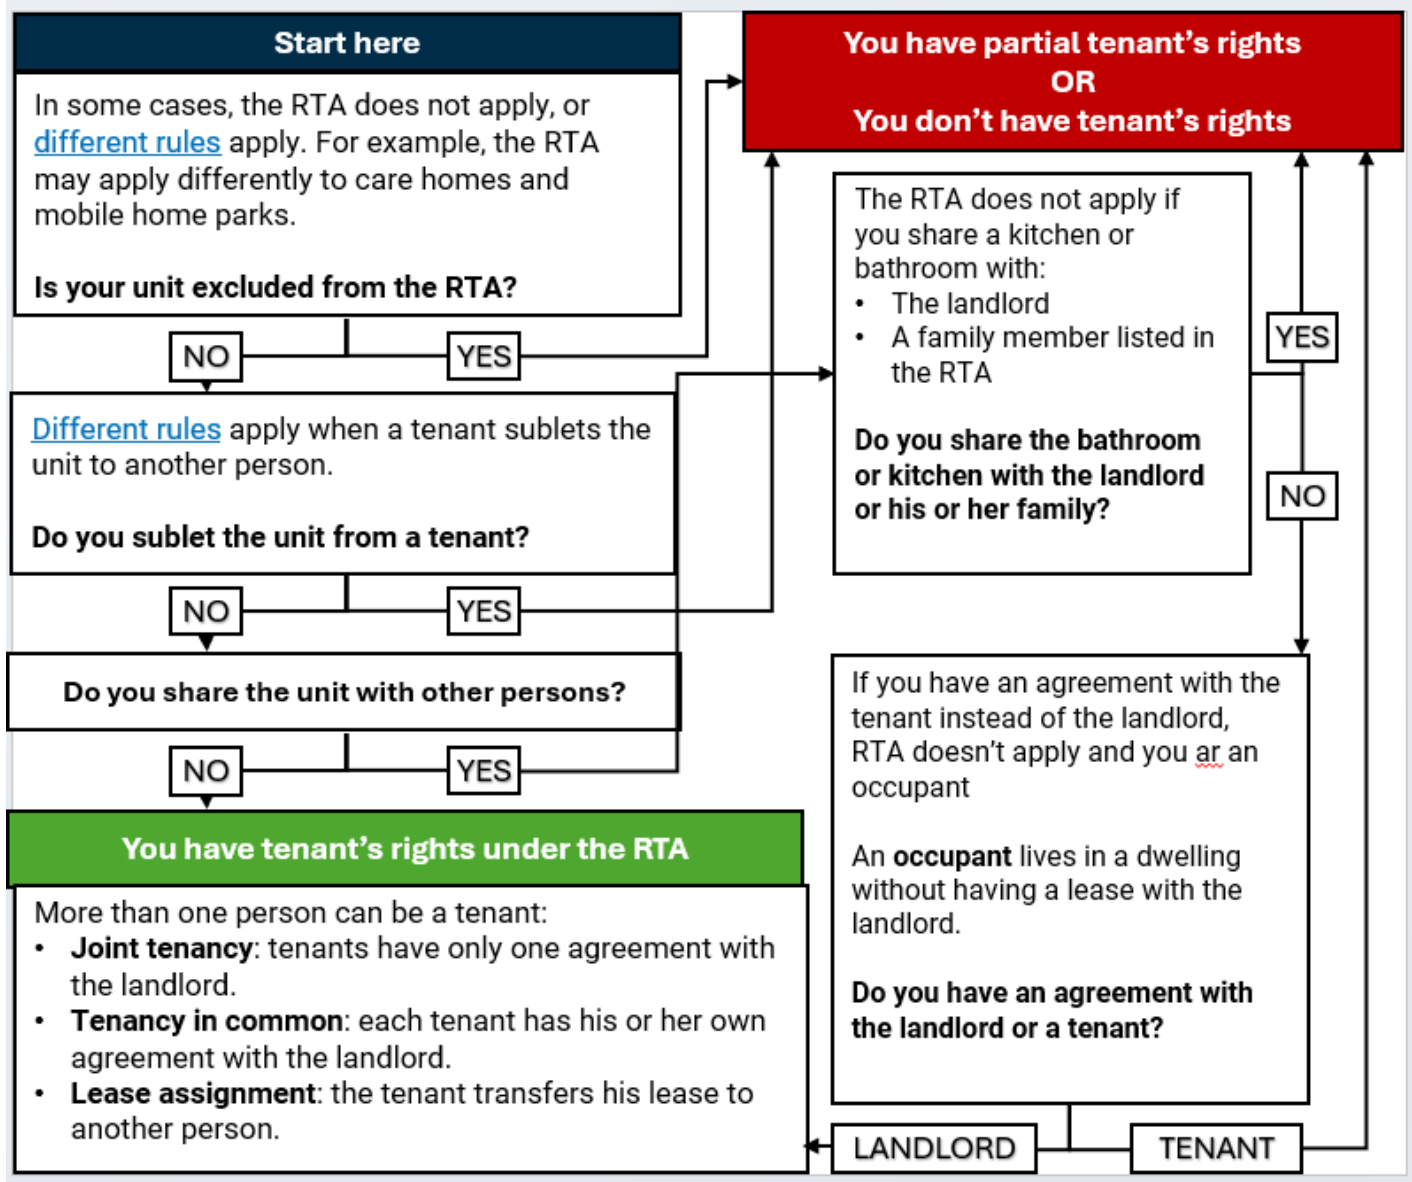 Start here
In some cases, the RTA does not apply, or
different rules apply. For example, the RTA
may apply differently to care homes and
mobile home parks.
Is your unit excluded from the RTA?
NO
YES
Different rules apply when a tenant sublets the
unit to another person.
Do you sublet the unit from a tenant?
NO
YES
Do you share the unit with other persons?
NO
YES
You have tenant’s rights under the RTA
More than one person can be a tenant:
• Joint tenancy: tenants have only one agreement with
the landlord.
• Tenancy in common: each tenant has his or her own
agreement with the landlord.
• Lease assignment: the tenant transfers his lease to
another person.
You have partial tenant’s rights
OR
You don’t have tenant’s rights
The RTA does not apply if
you share a kitchen or
bathroom with:
• The landlord
• A family member listed in
the RTA
Do you share the bathroom
or kitchen with the landlord
or his or her family?
YES
NO
If you have an agreement with the
tenant instead of the landlord,
RTA doesn’t apply and you ar an
occupant
An occupant lives in a dwelling
without having a lease with the
landlord.
Do you have an agreement with
the landlord or a tenant?
LANDLORD
TENANT